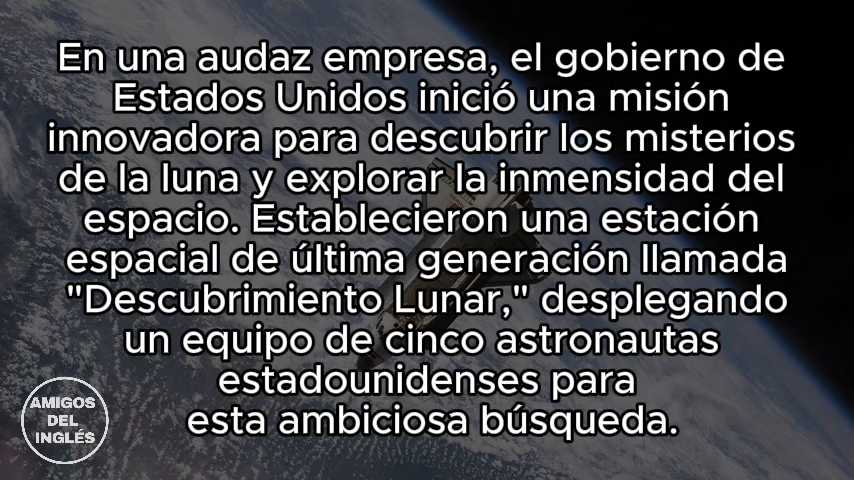 En una audaz empresa, el gobierno de
Estados Unidos inició una misión
innovadora para descubrir los misterios
de la luna y explorar la inmensidad del
espacio. Establecieron una estación
espacial de última generación llamada
"Descubrimiento Lunar," desplegando
un equipo de cinco astronautas
estadounidenses para
esta ambiciosa búsqueda.
AMIGOS
DEL
INGLÉS